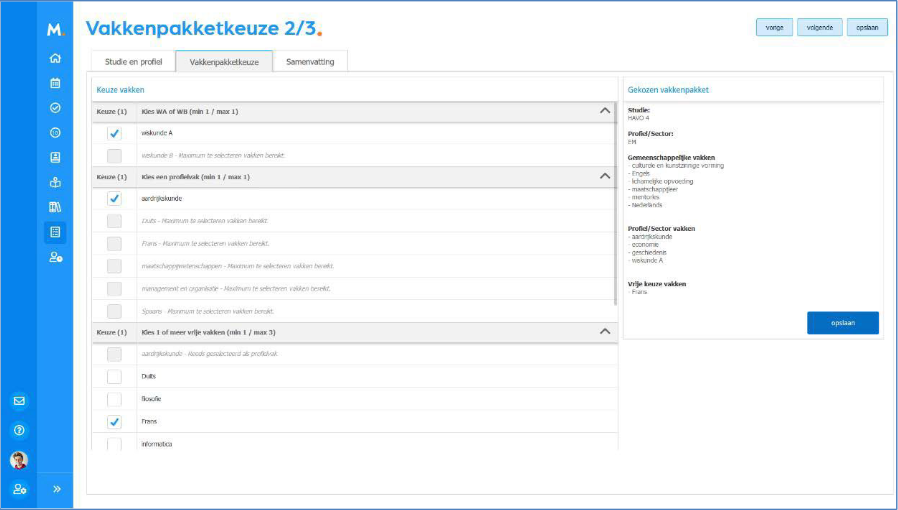 M.
Vakkenpakketkeuze 2/3.
vorige
volgende
opslaan
Studie en profiel
Vakkenpakketkeuze
Samenvatting
Keuze vakken
Keuze (1) Kies WA of WB (min 1 / max 1)
wiskunde A
wiskunde B - Maximum te selecteren vakken bereikt.
Keuze (1) Kies een profielvak (min 1 / max 1)
aardrijkskunde
Duits - Maximum te selecteren vakken bereikt.
Frans - Maximum te selecteren vakken bereikt.
maatschappijwetenschappen - Maximum te selecteren vakken bereikt.
management en organisatie - Maximum te selecteren vakken bereikt.
Spaans - Maximum te selecteren vakken bereikt.
Keuze (1) Kies 1 of meer vrije vakken (min 1 / max 3)
aardrijkskunde - Reeds geselecteerd als profielvak
Duits
filosofie
Frans
informatica
Gekozen vakkenpakket
Studie:
HAVO 4
Profiel/Sector:
EM
Gemeenschappelijke vakken
- culturele en kunstzinnige vorming
- Engels
- lichamelijke opvoeding
- maatschappijleer
- mentorles
- Nederlands
Profiel/Sector vakken
- aardrijkskunde
- economie
- geschiedenis
- wiskunde A
Vrije keuze vakken
- Frans
opslaan